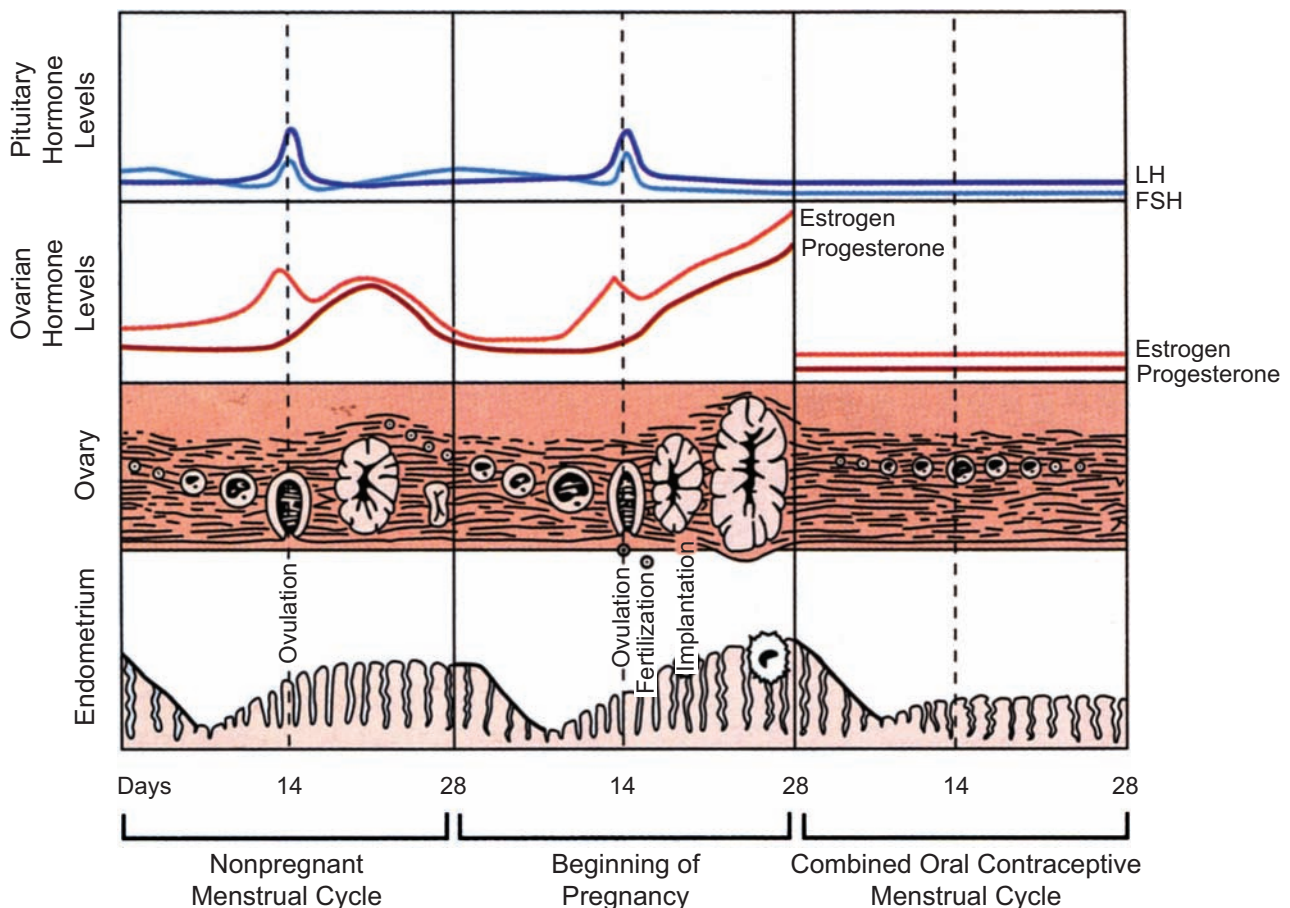 Pituitary
Hormone
Levels
LH
FSH
Ovarian
Hormone
Levels
Estrogen
Progesterone
Estrogen
Progesterone
Ovary
Endometrium
Ovulation
Ovulation
Fertilization
Implantation
Days 14 28 14 28 14 28
Nonpregnant
Menstrual Cycle
Beginning of
Pregnancy
Combined Oral Contraceptive
Menstrual Cycle